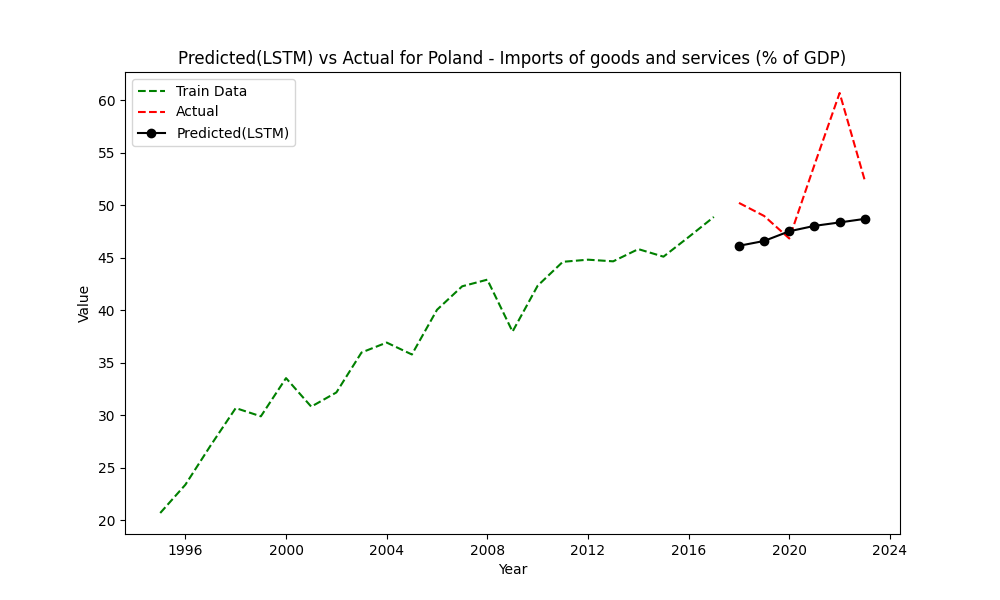 Predicted(LSTM) vs Actual for Poland - Imports of goods and services (% of GDP)
Train Data
Actual
Predicted(LSTM)
60
55
50
45
40
35
30
25
20
Value
1996 2000 2004 2008 2012 2016 2020 2024
Year